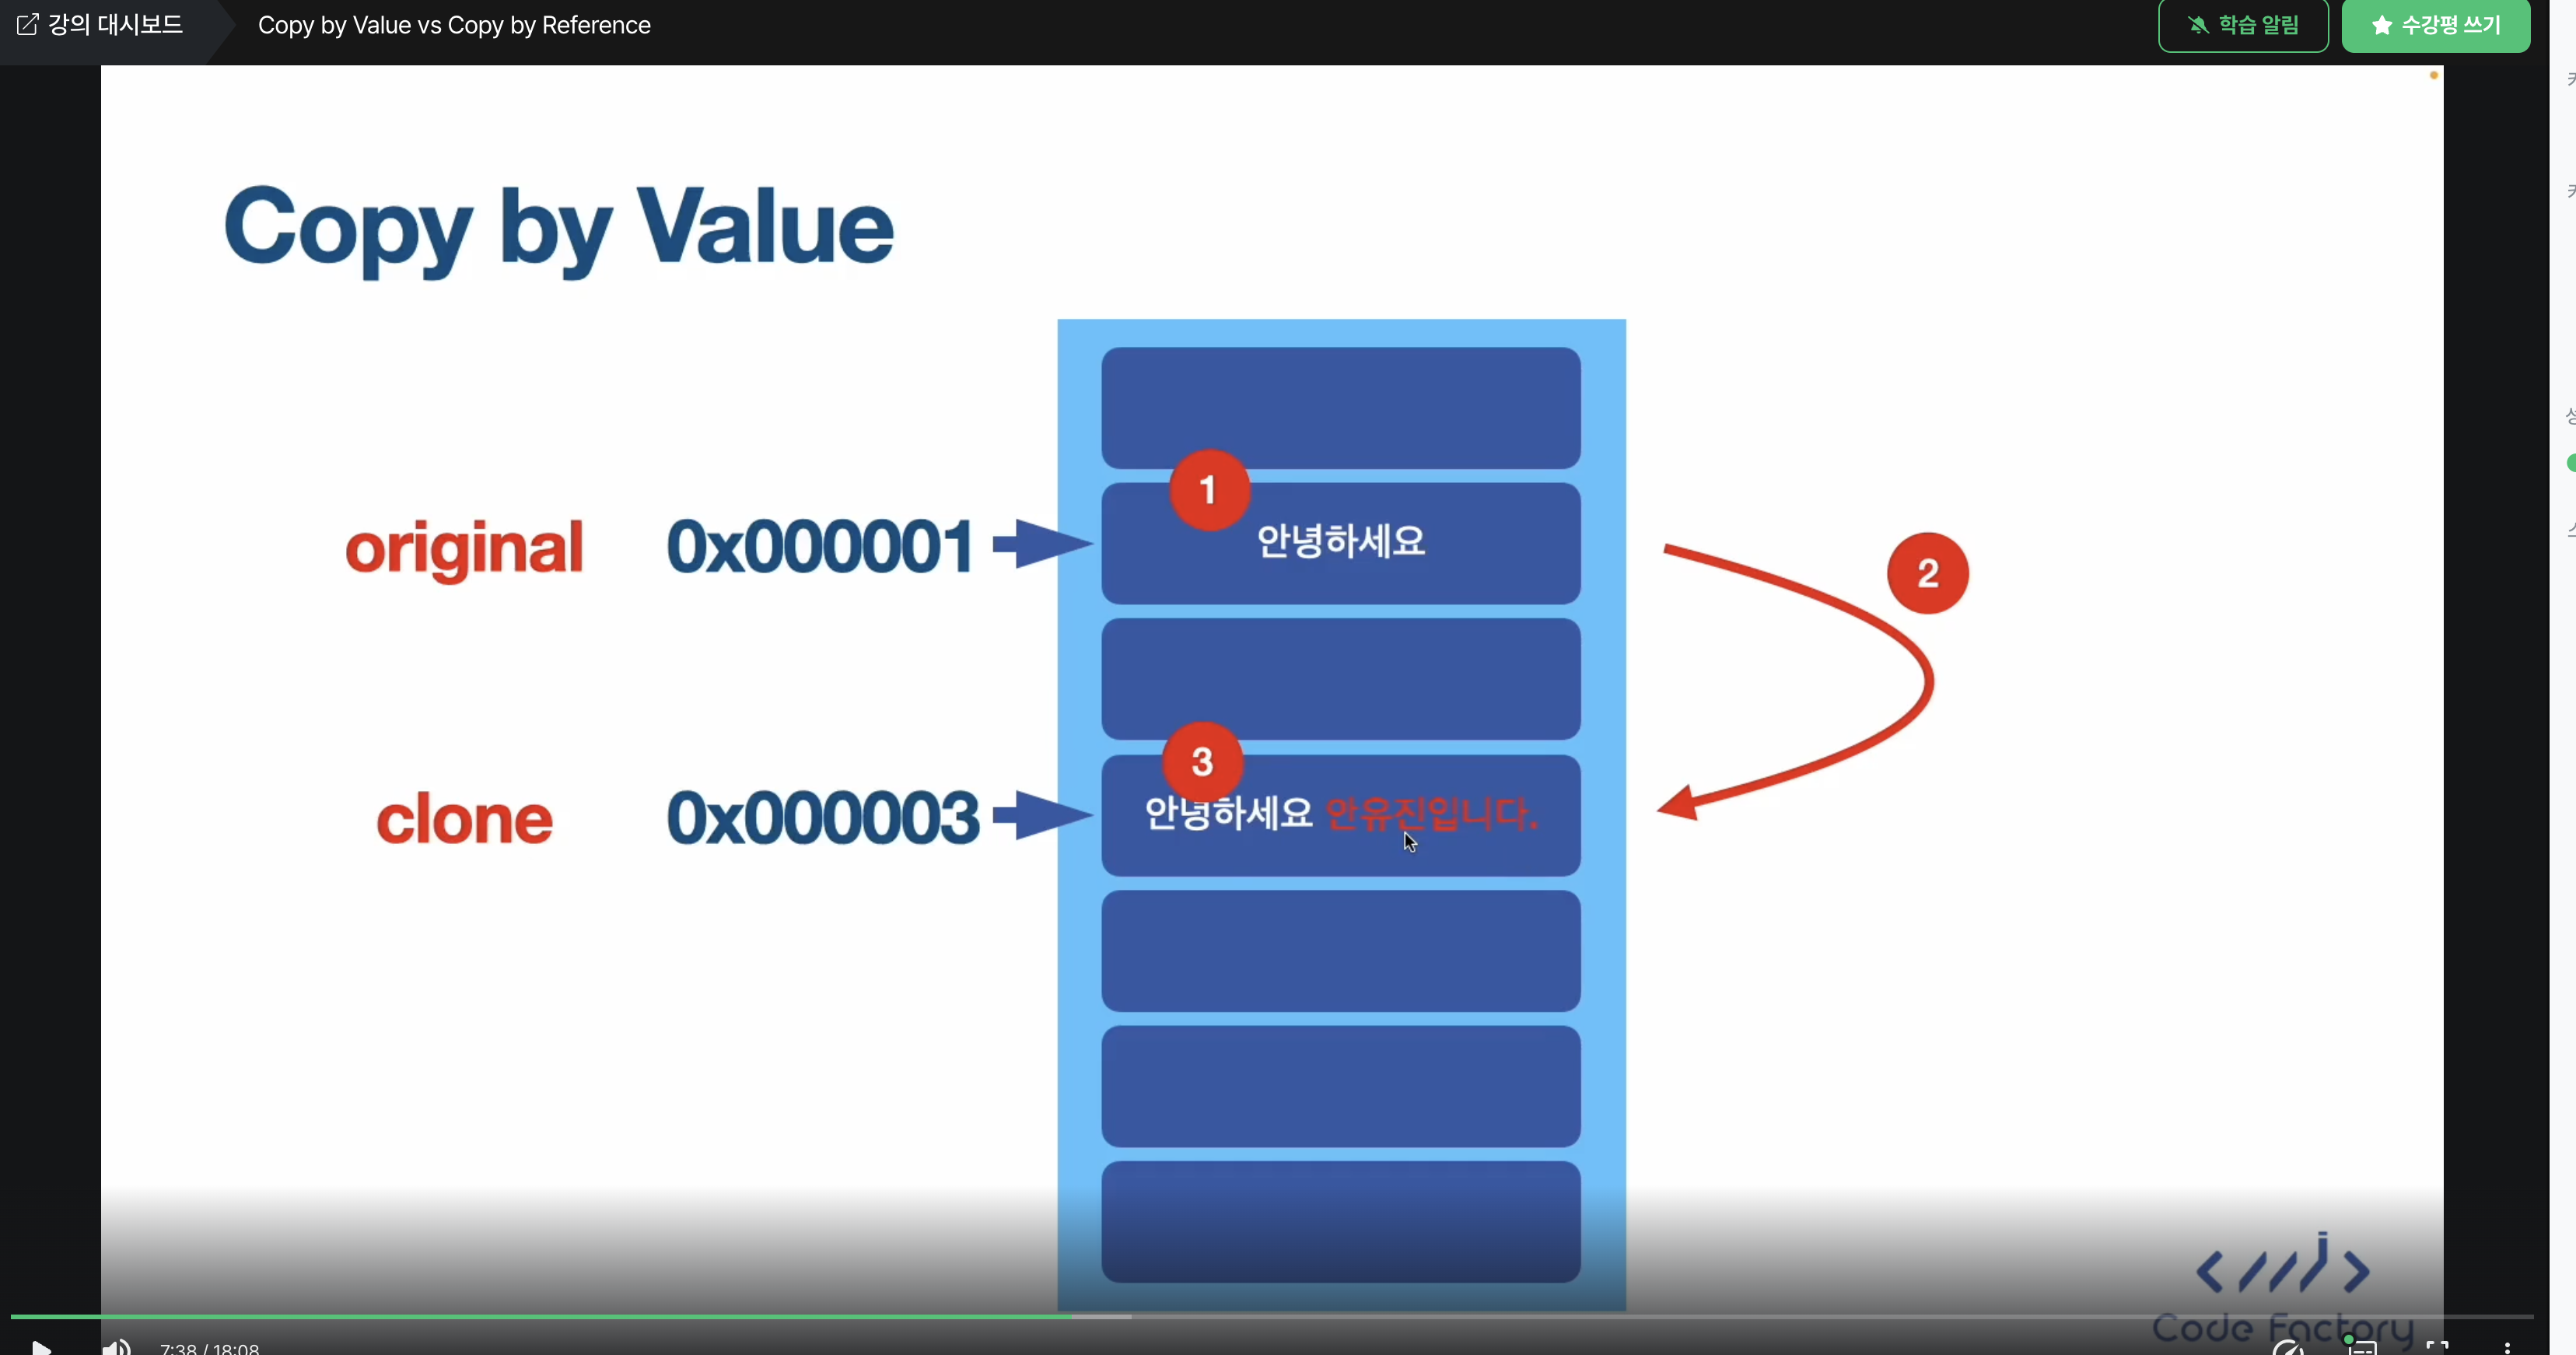 강의 대시보드
Copy by Value vs Copy by Reference
학습 알림
수강평 쓰기
Copy by Value
1
original 0x000001 안녕하세요
2
3
clone 0x000003 안녕하세요 안유진입니다.
Code Factory
7:38 / 18:08